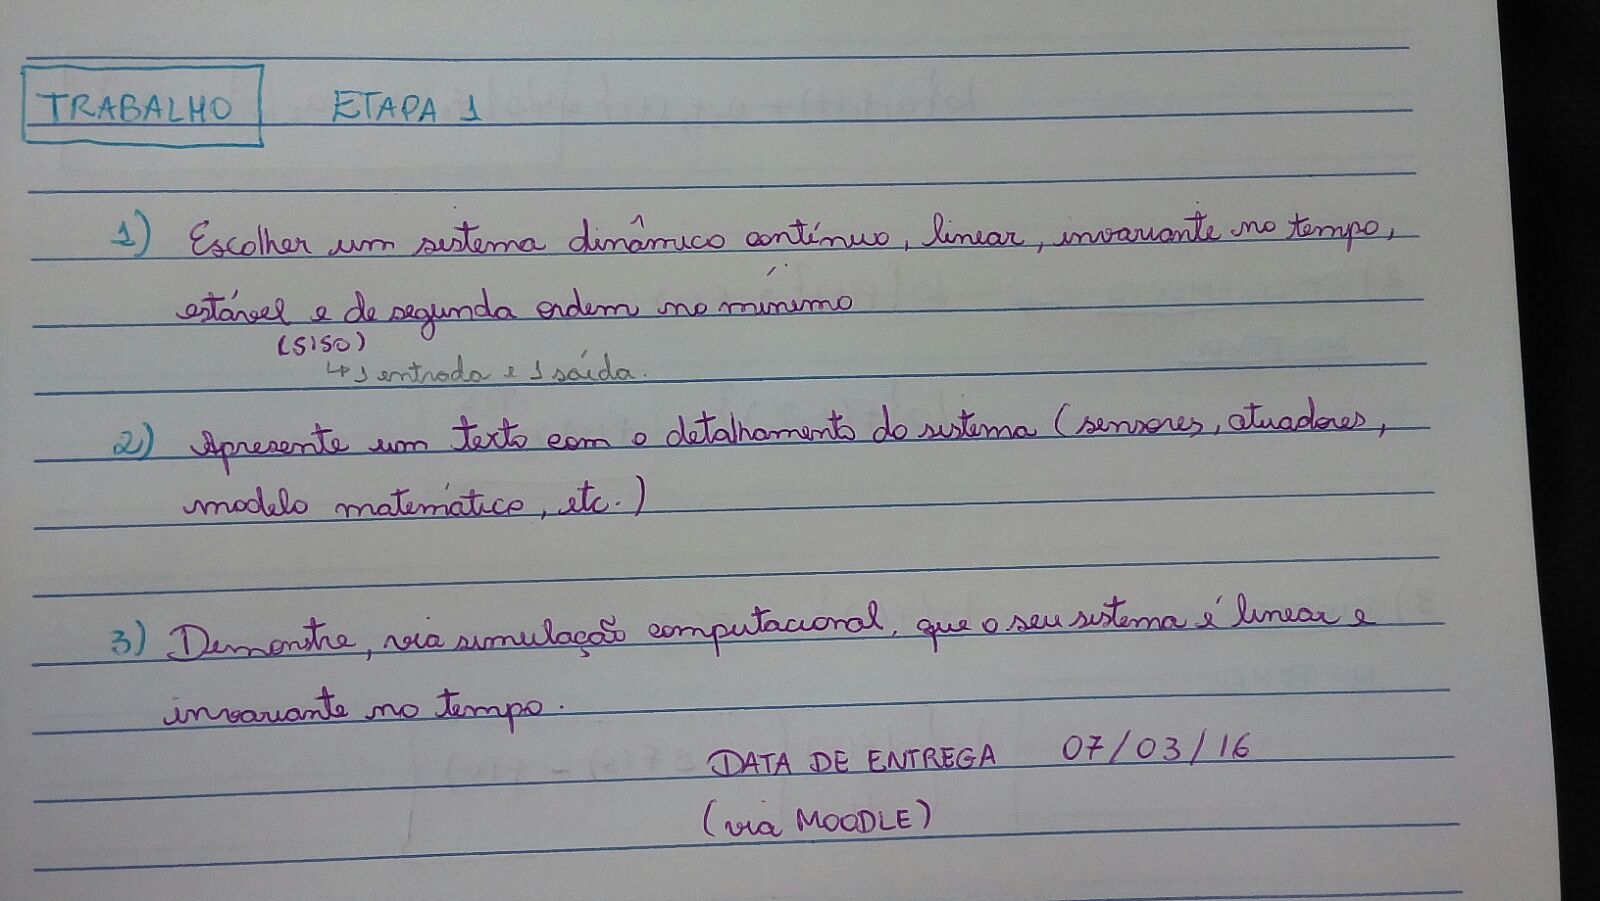 TRABALHO ETAPA 1
1) Escolher um sistema dinâmico contínuo, linear, invariante no tempo,
estável e de segunda ordem no mínimo
(SISO)
↳ 1 entrada e 1 saída.
2) Apresente um texto com o detalhamento do sistema (sensores, atuadores,
modelo matemático, etc.)
3) Demonstre, via simulação computacional, que o seu sistema é linear e
invariante no tempo.
DATA DE ENTREGA 07/03/16
(via MOODLE)